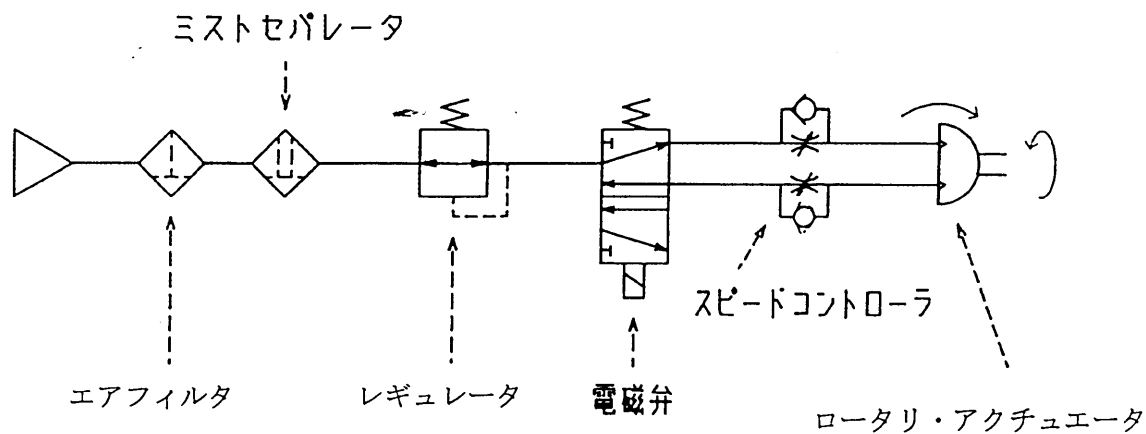 ミストセパレータ
スピードコントローラ
エアフィルタ
レギュレータ
電磁弁
ロータリ・アクチュエータ